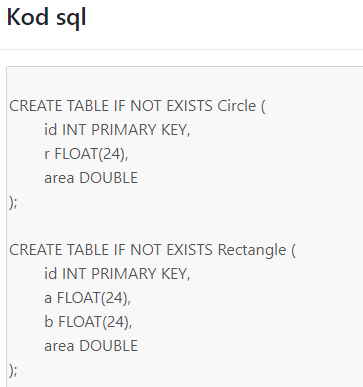 Kod sql
CREATE TABLE IF NOT EXISTS Circle (
id INT PRIMARY KEY,
r FLOAT(24),
area DOUBLE
);
CREATE TABLE IF NOT EXISTS Rectangle (
id INT PRIMARY KEY,
a FLOAT(24),
b FLOAT(24),
area DOUBLE
);